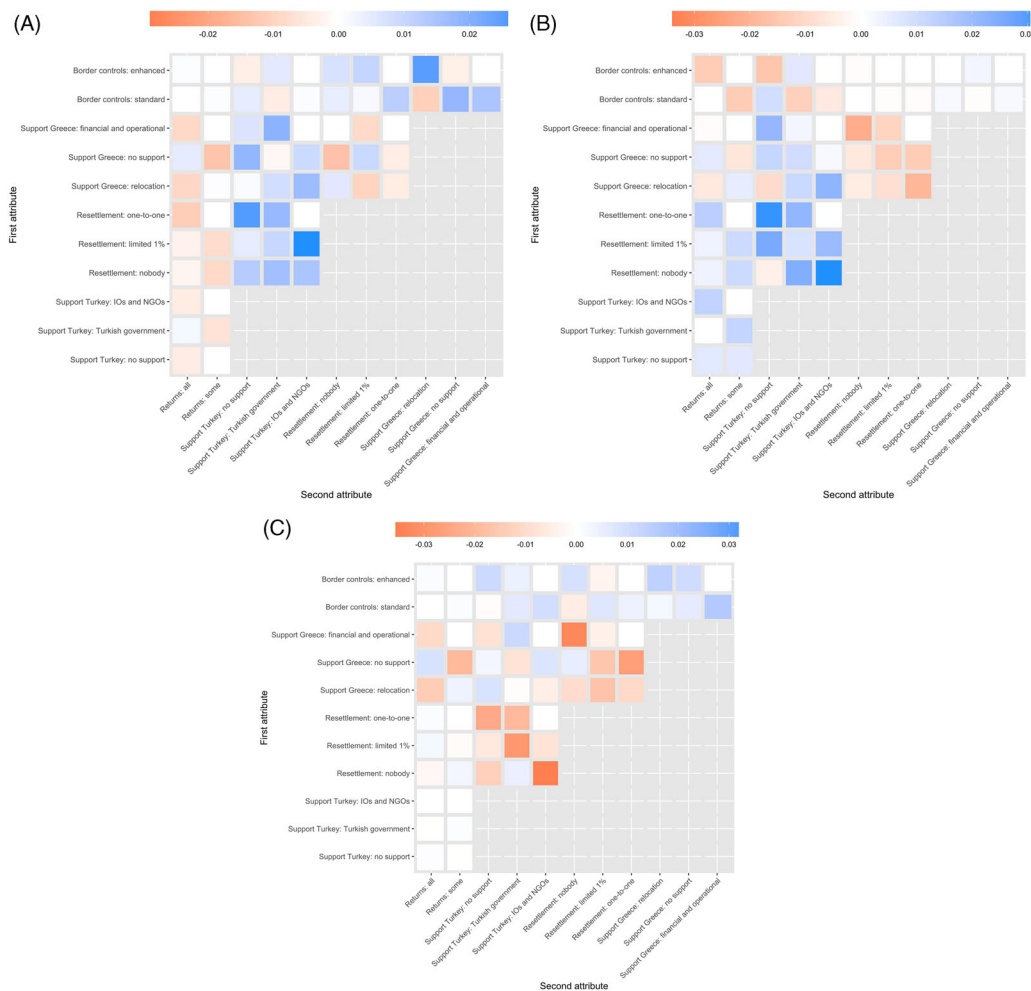 (A)
-0.02 -0.01 0.00 0.01 0.02
First attribute
Border controls: enhanced
Border controls: standard
Support Greece: financial and operational
Support Greece: no support
Support Greece: relocation
Resettlement: one-to-one
Resettlement: limited 1%
Resettlement: nobody
Support Turkey: IOs and NGOs
Support Turkey: Turkish government
Support Turkey: no support
Returns: all
Returns: some
Support Turkey: no support
Support Turkey: Turkish government
Support Turkey: IOs and NGOs
Resettlement: nobody
Resettlement: limited 1%
Resettlement: one-to-one
Support Greece: relocation
Support Greece: no support
Support Greece: financial and operational
Second attribute
(B)
-0.03 -0.02 -0.01 0.00 0.01 0.02 0.0
First attribute
Border controls: enhanced
Border controls: standard
Support Greece: financial and operational
Support Greece: no support
Support Greece: relocation
Resettlement: one-to-one
Resettlement: limited 1%
Resettlement: nobody
Support Turkey: IOs and NGOs
Support Turkey: Turkish government
Support Turkey: no support
Returns: all
Returns: some
Support Turkey: no support
Support Turkey: Turkish government
Support Turkey: IOs and NGOs
Resettlement: nobody
Resettlement: limited 1%
Resettlement: one-to-one
Support Greece: relocation
Support Greece: no support
Support Greece: financial and operational
Second attribute
(C)
-0.03 -0.02 -0.01 0.00 0.01 0.02 0.03
First attribute
Border controls: enhanced
Border controls: standard
Support Greece: financial and operational
Support Greece: no support
Support Greece: relocation
Resettlement: one-to-one
Resettlement: limited 1%
Resettlement: nobody
Support Turkey: IOs and NGOs
Support Turkey: Turkish government
Support Turkey: no support
Returns: all
Returns: some
Support Turkey: no support
Support Turkey: Turkish government
Support Turkey: IOs and NGOs
Resettlement: nobody
Resettlement: limited 1%
Resettlement: one-to-one
Support Greece: relocation
Support Greece: no support
Support Greece: financial and operational
Second attribute